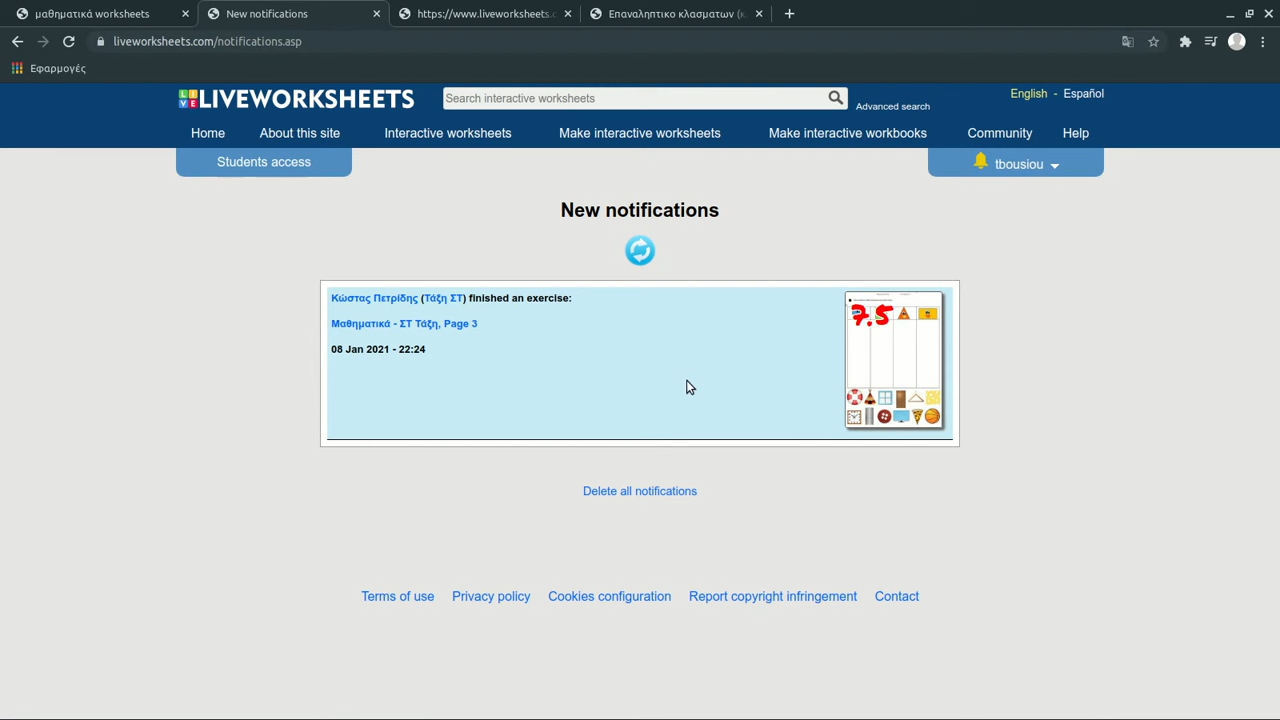 μαθηματικά worksheets
New notifications
https://www.liveworksheets.c
Επαναληπτικο κλασματων (κ
liveworksheets.com/notifications.asp
Εφαρμογές
LIVE LIVEWORKSHEETS
Search interactive worksheets
Advanced search
English - Español
Home About this site Interactive worksheets Make interactive worksheets Make interactive workbooks Community Help
Students access
tbousiou
New notifications
Κώστας Πετρίδης (Τάξη ΣΤ) finished an exercise:
7.5
Μαθηματικά - ΣΤ Τάξη, Page 3
08 Jan 2021 - 22:24
Delete all notifications
Terms of use Privacy policy Cookies configuration Report copyright infringement Contact